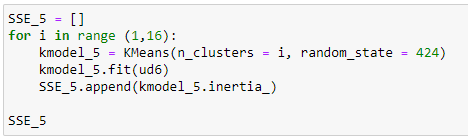 SSE_5 = []
for i in range (1,16):
    kmodel_5 = KMeans(n_clusters = i, random_state = 424)
    kmodel_5.fit(ud6)
    SSE_5.append(kmodel_5.inertia_)

SSE_5